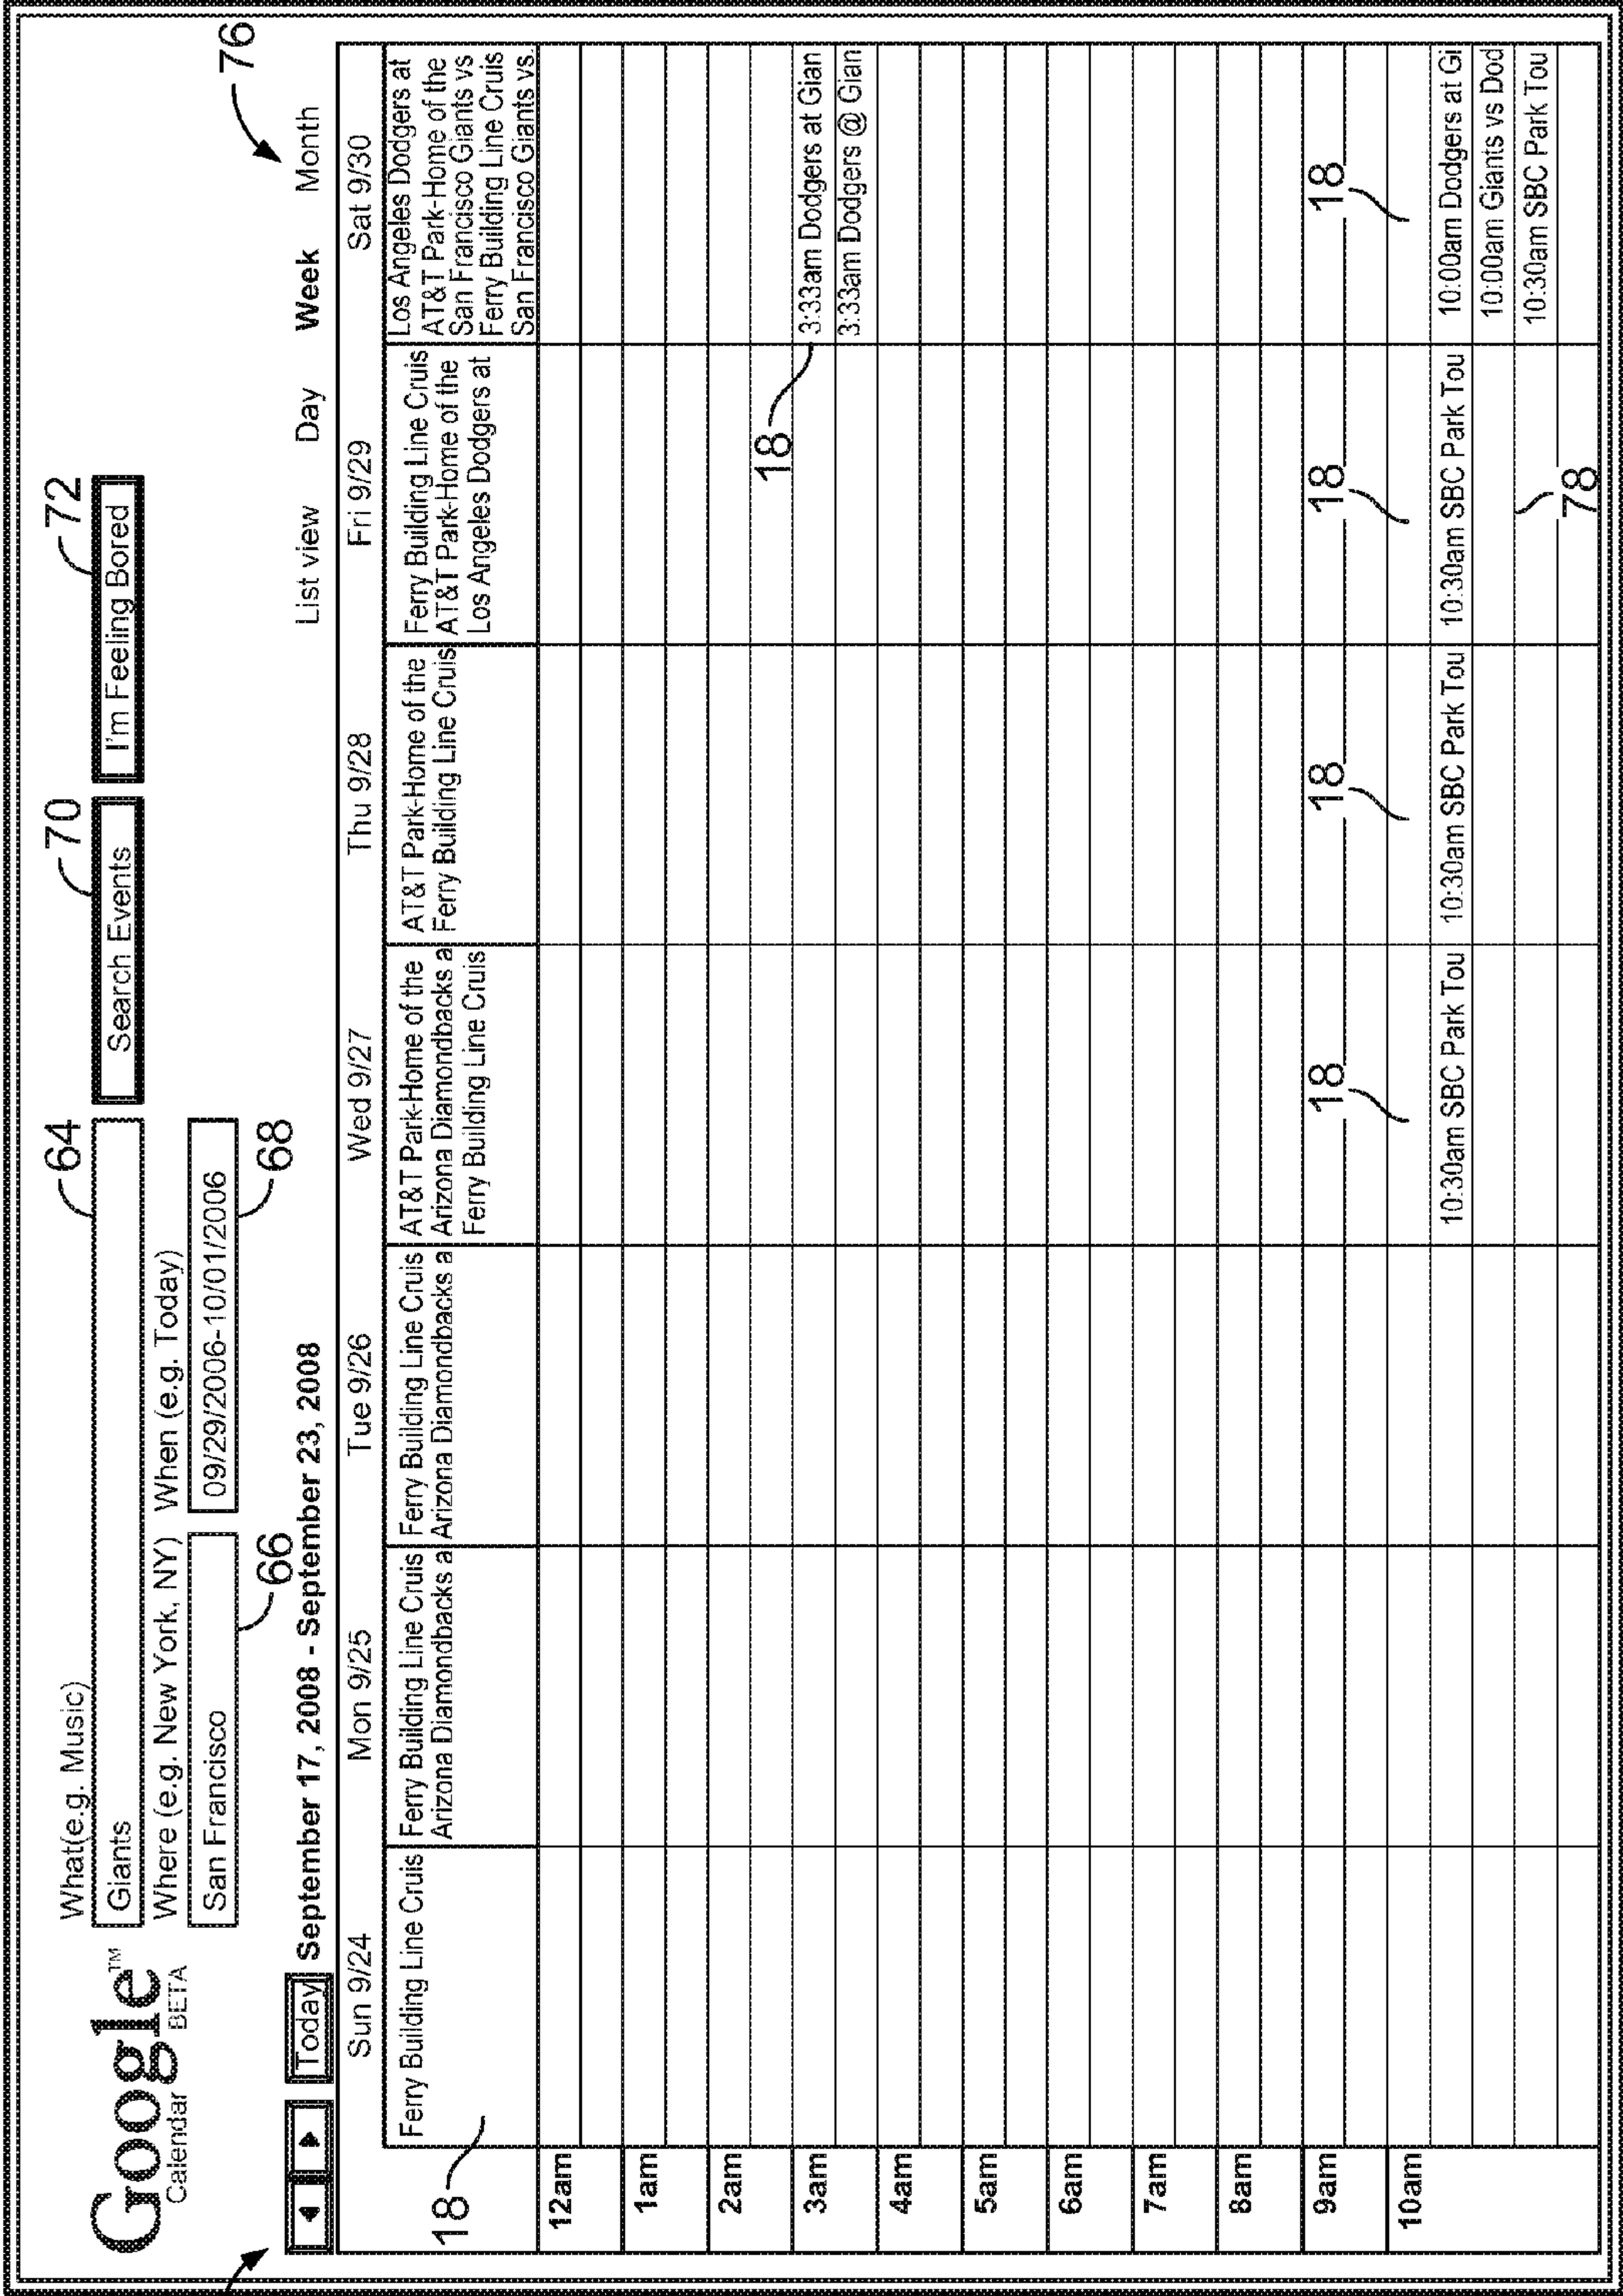 What(e.g. Music)
64
70
72
Google™
Calendar BETA
Giants
Search Events
I'm Feeling Bored
Where (e.g. New York, NY) When (e.g. Today)
San Francisco
09/29/2006-10/01/2006
66
68
76
Today September 17, 2008 - September 23, 2008
List view Day Week Month
Sun 9/24 Mon 9/25 Tue 9/26 Wed 9/27 Thu 9/28 Fri 9/29 Sat 9/30
Ferry Building Line Cruis
18
Ferry Building Line Cruis
Arizona Diamondbacks a
Ferry Building Line Cruis
Arizona Diamondbacks a
AT&T Park-Home of the
Arizona Diamondbacks a
Ferry Building Line Cruis
AT&T Park-Home of the
Ferry Building Line Cruis
Ferry Building Line Cruis
AT&T Park-Home of the
Los Angeles Dodgers at
Los Angeles Dodgers at
AT&T Park-Home of the
San Francisco Giants vs
Ferry Building Line Cruis
San Francisco Giants vs.
12am
1am
2am
18
3am
3:33am Dodgers at Gian
3:33am Dodgers @ Gian
4am
5am
6am
7am
8am
9am
18 18 18 18
10am
10:30am SBC Park Tou 10:30am SBC Park Tou 10:30am SBC Park Tou 10:00am Dodgers at Gi
10:00am Giants vs Dod
10:30am SBC Park Tou
78